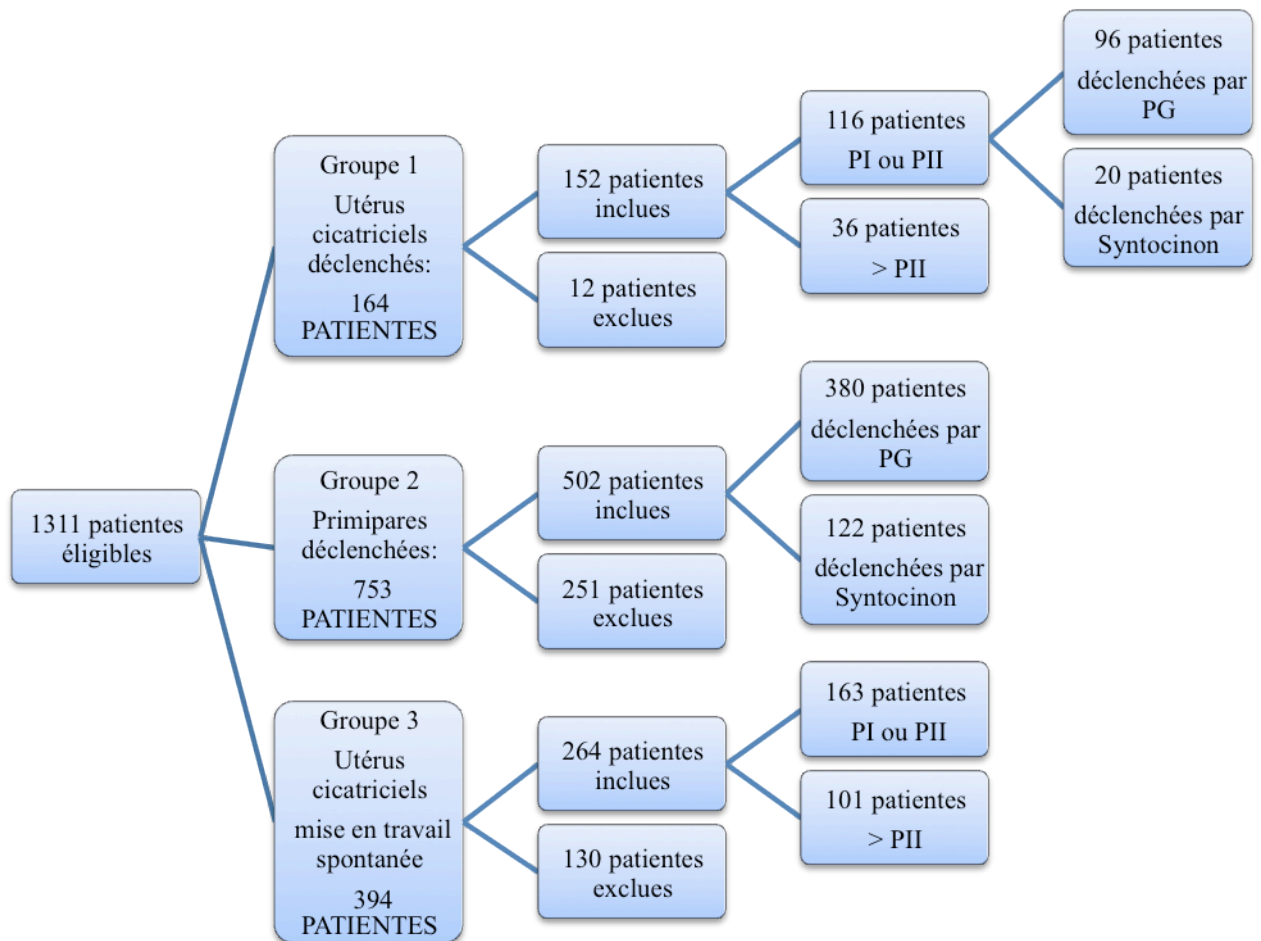 1311 patientes
éligibles
Groupe 1
Utérus
cicatriciels
déclenchés:
164
PATIENTES
152 patientes
inclues
116 patientes
PI ou PII
96 patientes
déclenchées par
PG
20 patientes
déclenchées par
Syntocinon
36 patientes
> PII
12 patientes
exclues
Groupe 2
Primipares
déclenchées:
753
PATIENTES
502 patientes
inclues
380 patientes
déclenchées par
PG
122 patientes
déclenchées par
Syntocinon
251 patientes
exclues
Groupe 3
Utérus
cicatriciels
mise en travail
spontanée
394
PATIENTES
264 patientes
inclues
163 patientes
PI ou PII
101 patientes
> PII
130 patientes
exclues